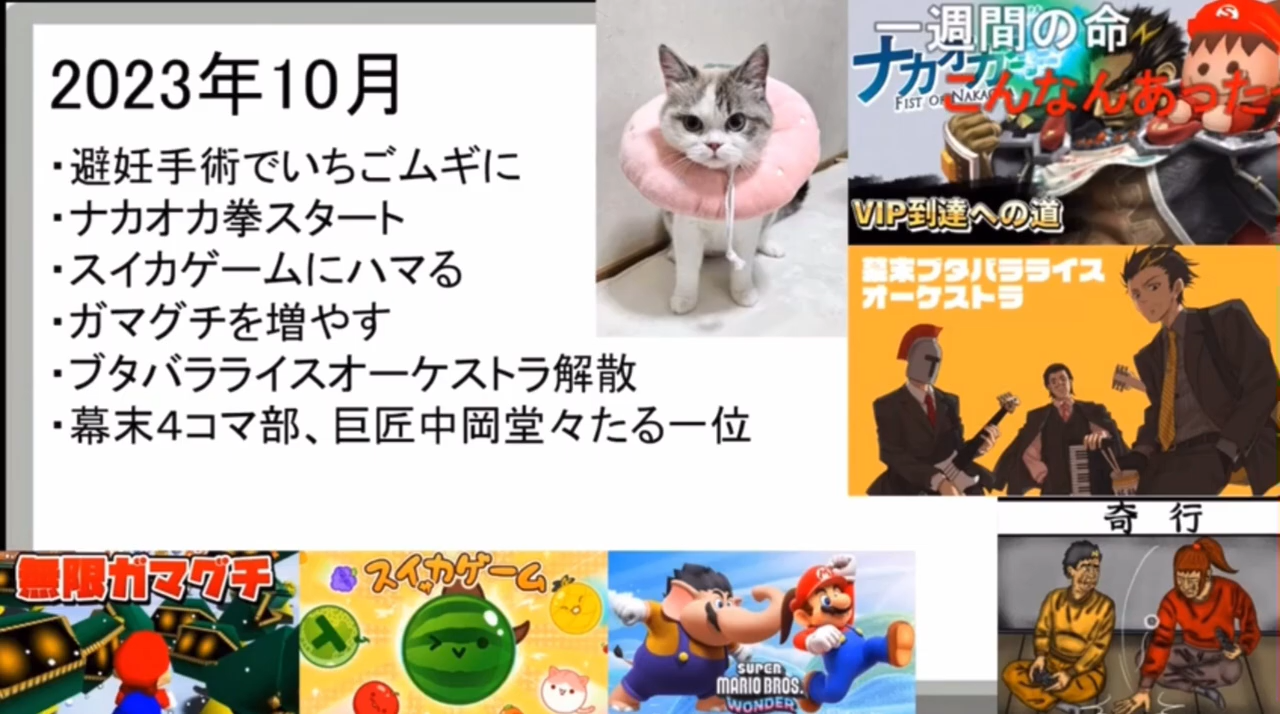 2023年10月
・避妊手術でいちごムギに
・ナカオカ拳スタート
・スイカゲームにハマる
・ガマグチを増やす
・ブタバラライスオーケストラ解散
・幕末4コマ部、巨匠中岡堂々たる一位
一週間の命
こんなんあった
FIST OF NAKA
VIP到達への道
幕末ブタバラライス
オーケストラ
奇行
無限ガマグチ
スイカゲーム
SUPER
MARIO BROS.
WONDER